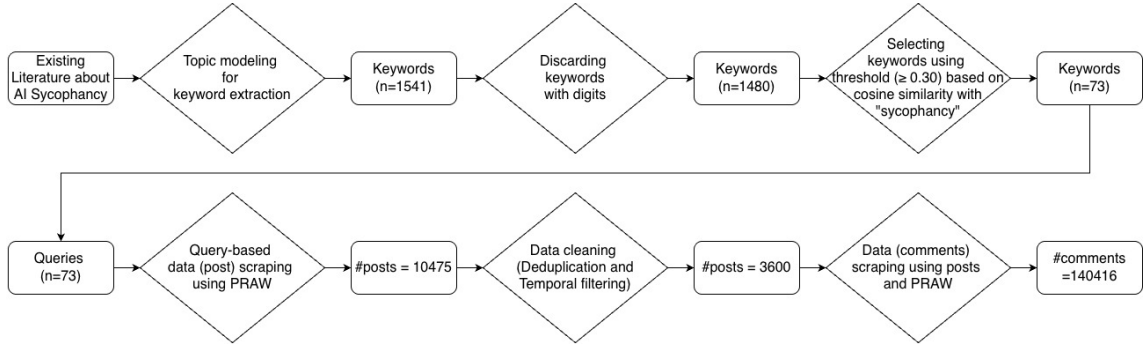 Existing
Literature about
AI Sycophancy
Topic modeling
for
keyword extraction
Keywords
(n=1541)
Discarding
keywords
with digits
Keywords
(n=1480)
Selecting
keywords using
threshold (≥ 0.30) based on
cosine similarity with
"sycophancy"
Keywords
(n=73)
Queries
(n=73)
Query-based
data (post) scraping
using PRAW
#posts = 10475
Data cleaning
(Deduplication and
Temporal filtering)
#posts = 3600
Data (comments)
scraping using posts
and PRAW
#comments
=140416